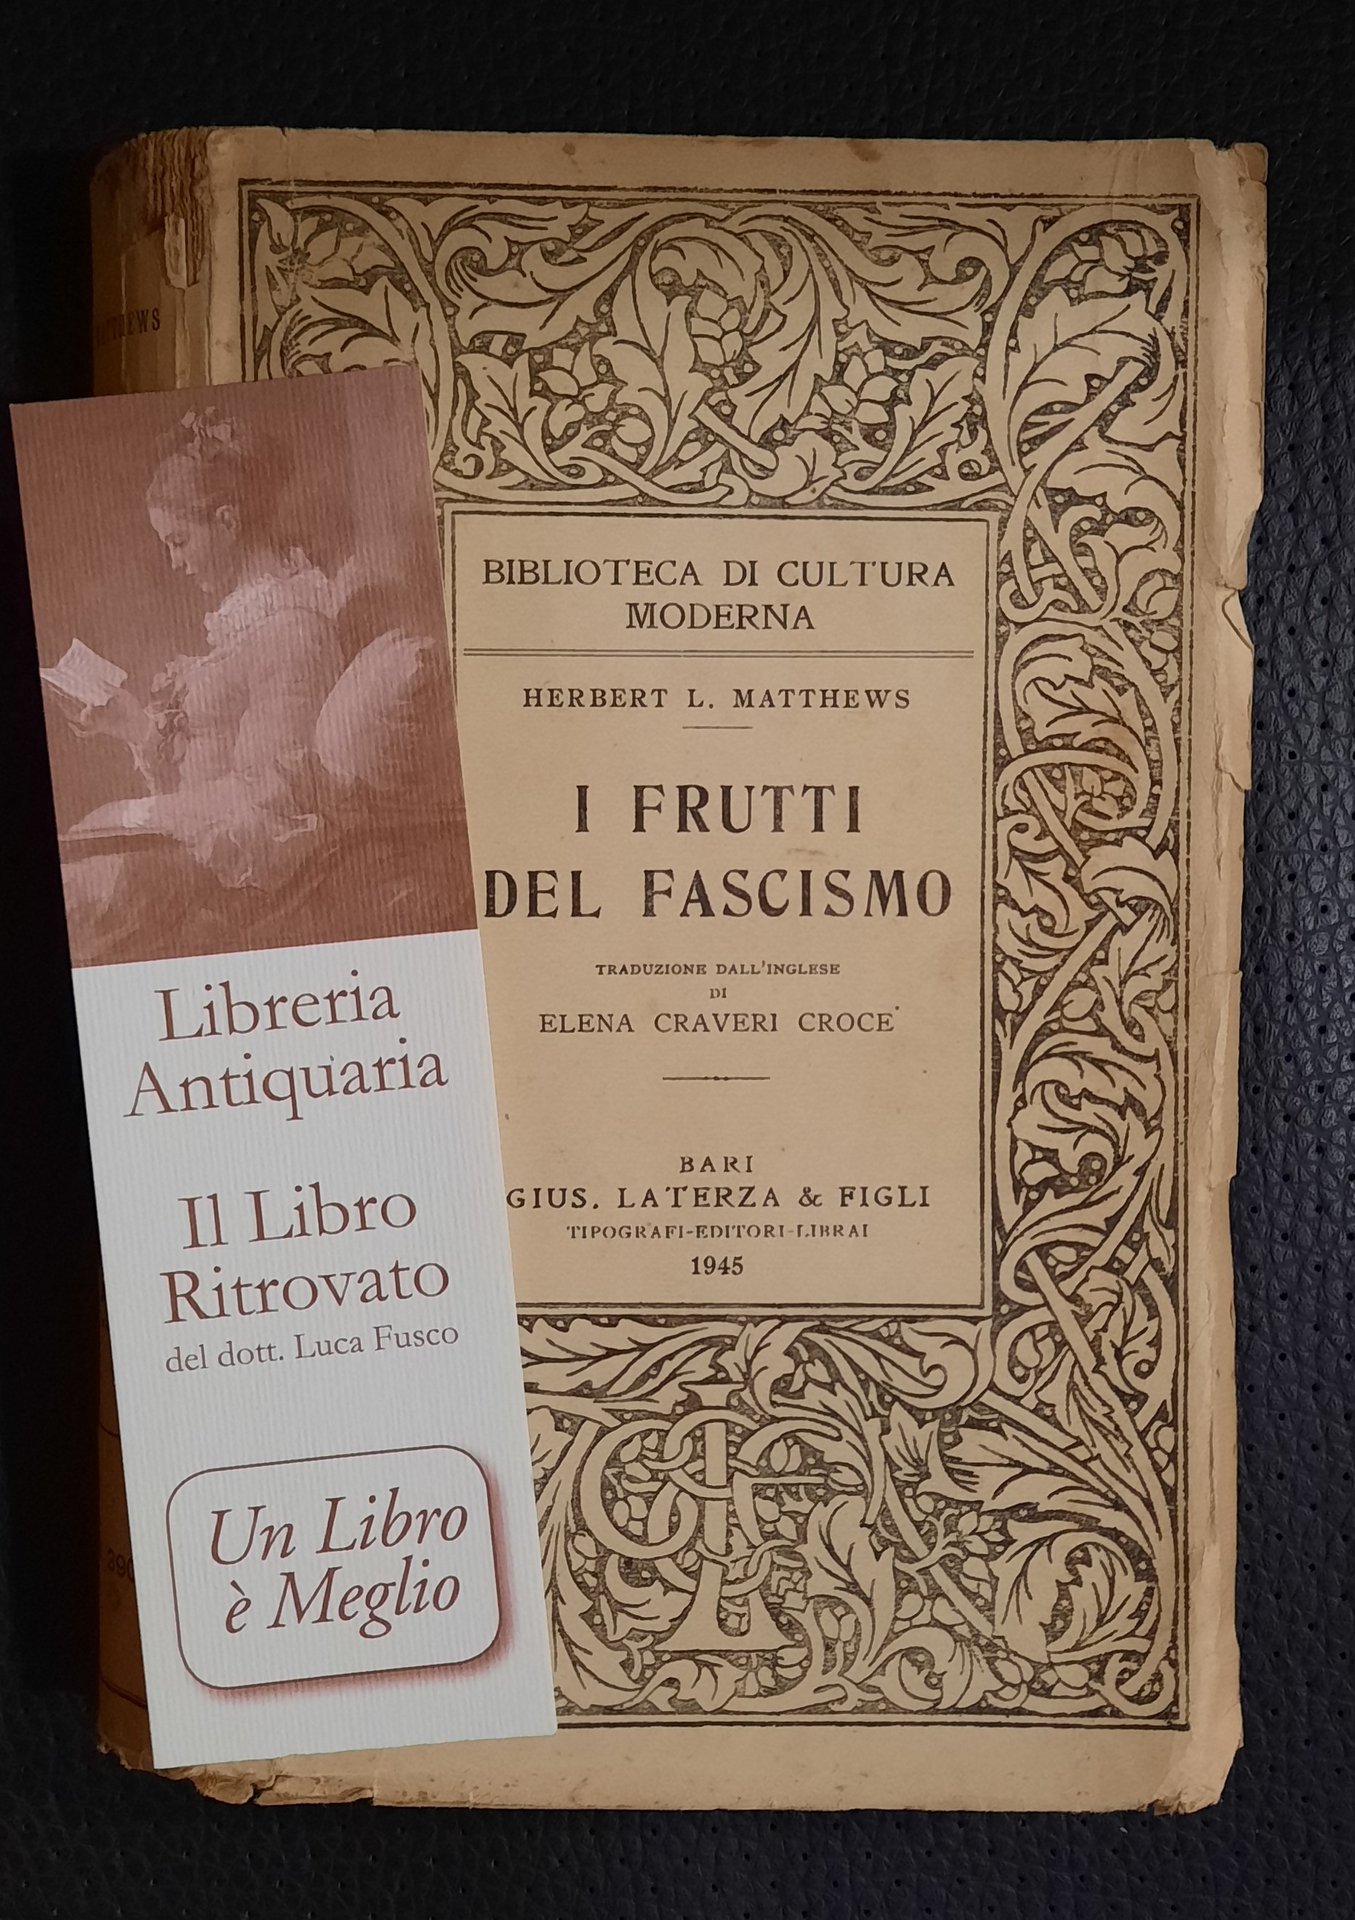 BIBLIOTECA DI CULTURA
MODERNA
HERBERT L. MATTHEWS
I FRUTTI
DEL FASCISMO
TRADUZIONE DALL'INGLESE
DI
ELENA CRAVERI CROCE
BARI
GIUS. LATERZA & FIGLI
TIPOGRAFI-EDITORI-LIBRAI
1945
Libreria
Antiquaria
Il Libro
Ritrovato
del dott. Luca Fusco
Un Libro
è Meglio